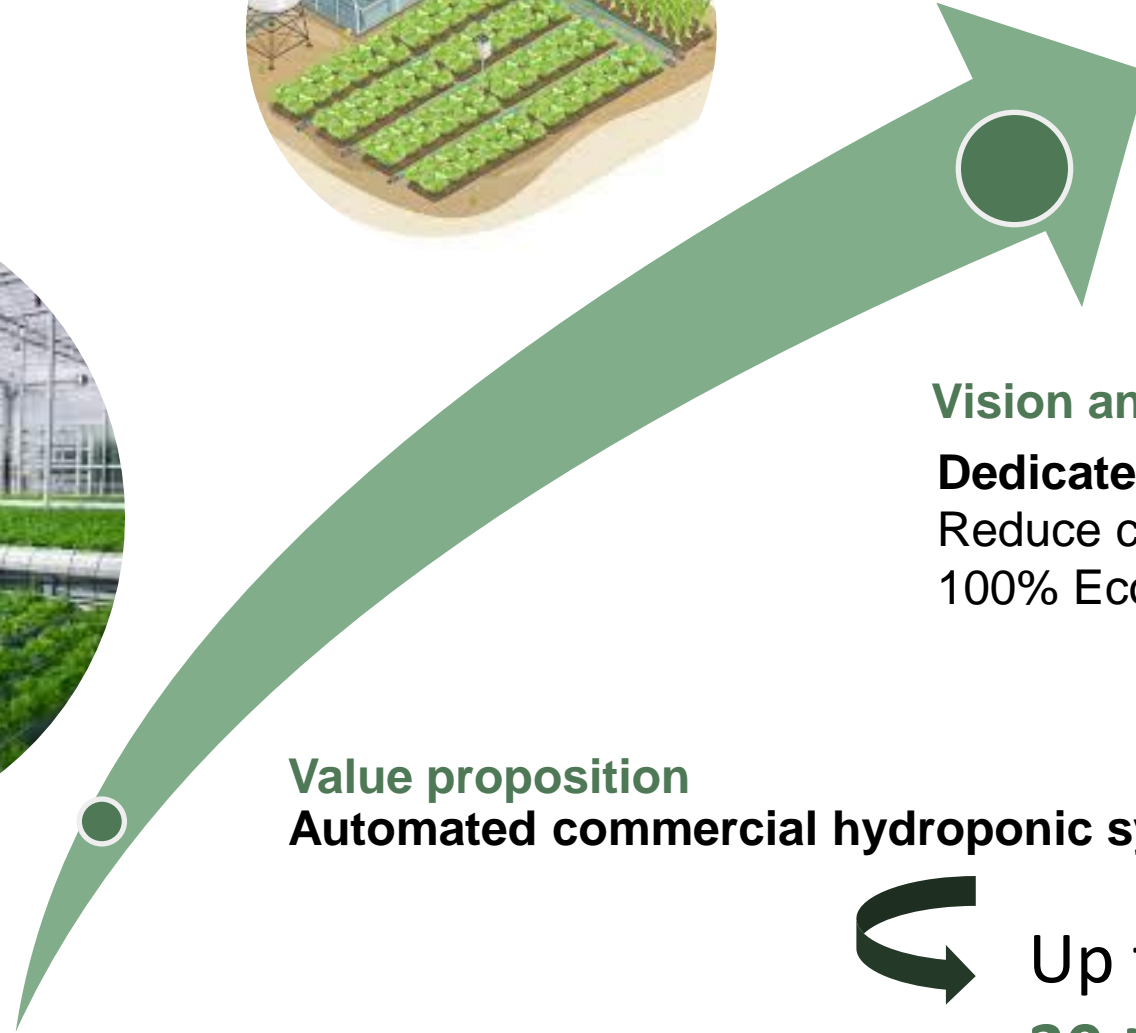 Vision an
Dedicate
Reduce c
100% Eco
Value proposition
Automated commercial hydroponic sy
Up